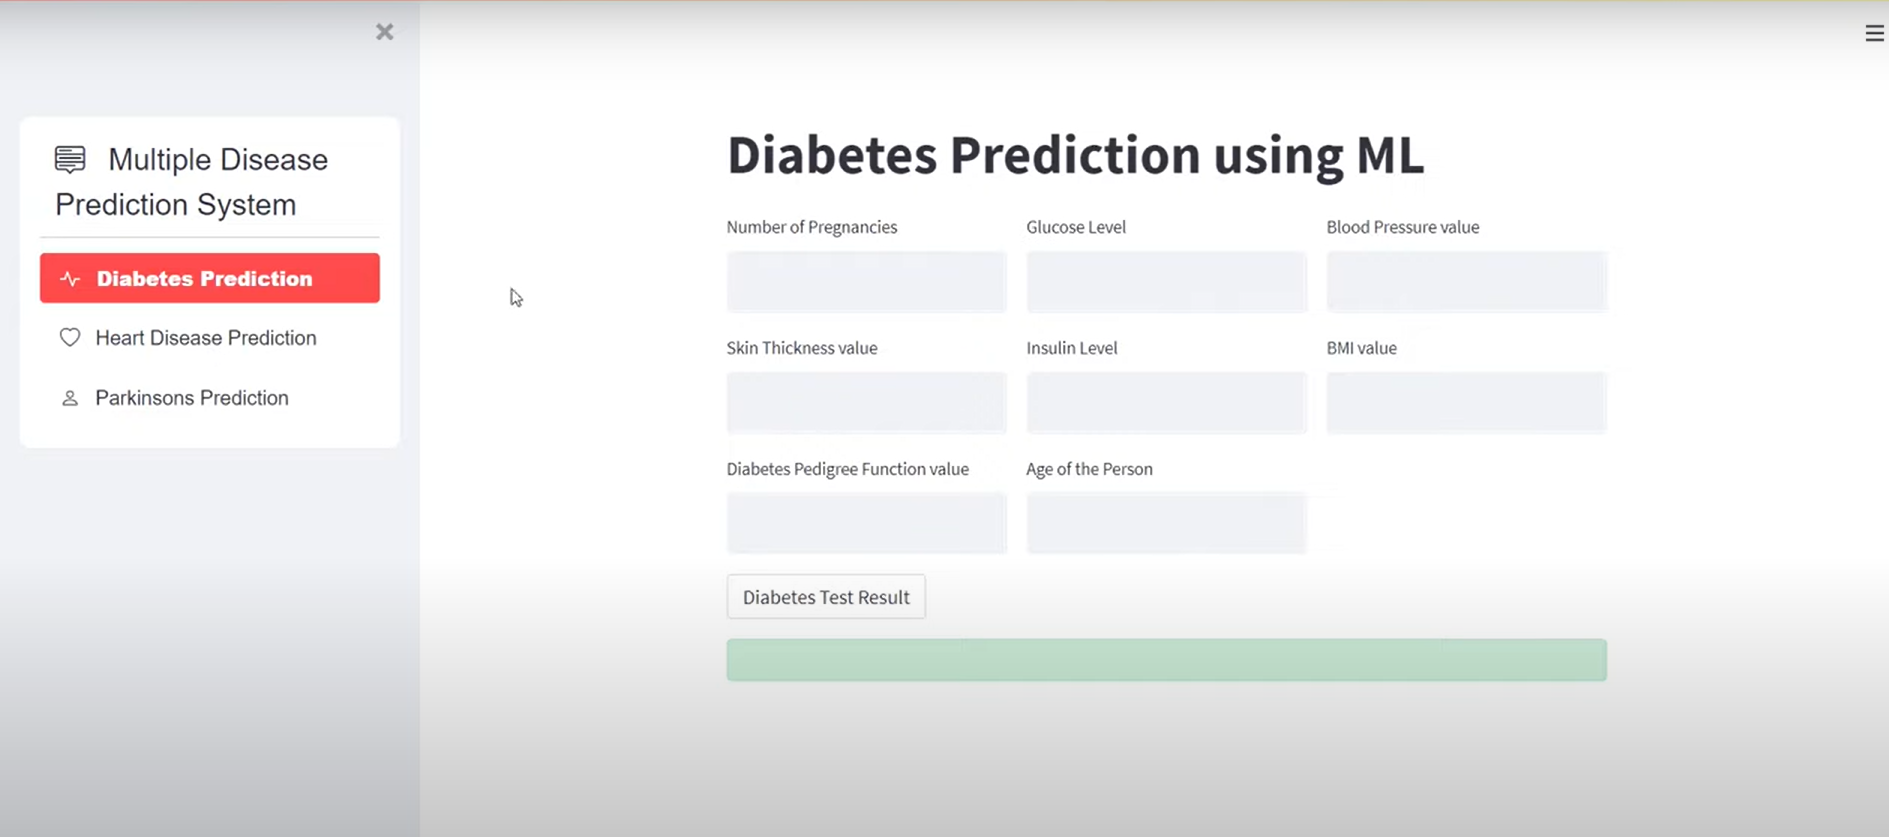 Multiple Disease
Prediction System
Diabetes Prediction
Heart Disease Prediction
Parkinsons Prediction
Diabetes Prediction using ML
Number of Pregnancies
Glucose Level
Blood Pressure value
Skin Thickness value
Insulin Level
BMI value
Diabetes Pedigree Function value
Age of the Person
Diabetes Test Result